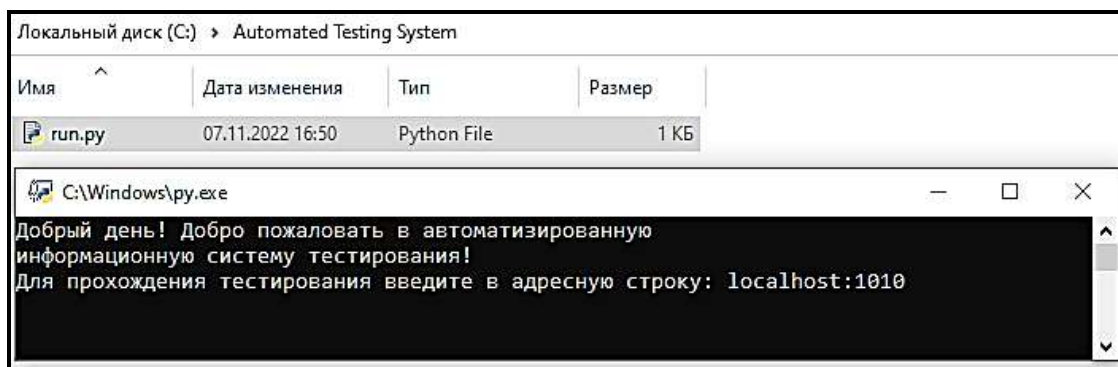 Локальный диск (C:) > Automated Testing System
Имя Дата изменения Тип Размер
run.py 07.11.2022 16:50 Python File 1 КБ
C:\Windows\py.exe
Добрый день! Добро пожаловать в автоматизированную
информационную систему тестирования!
Для прохождения тестирования введите в адресную строку: localhost:1010